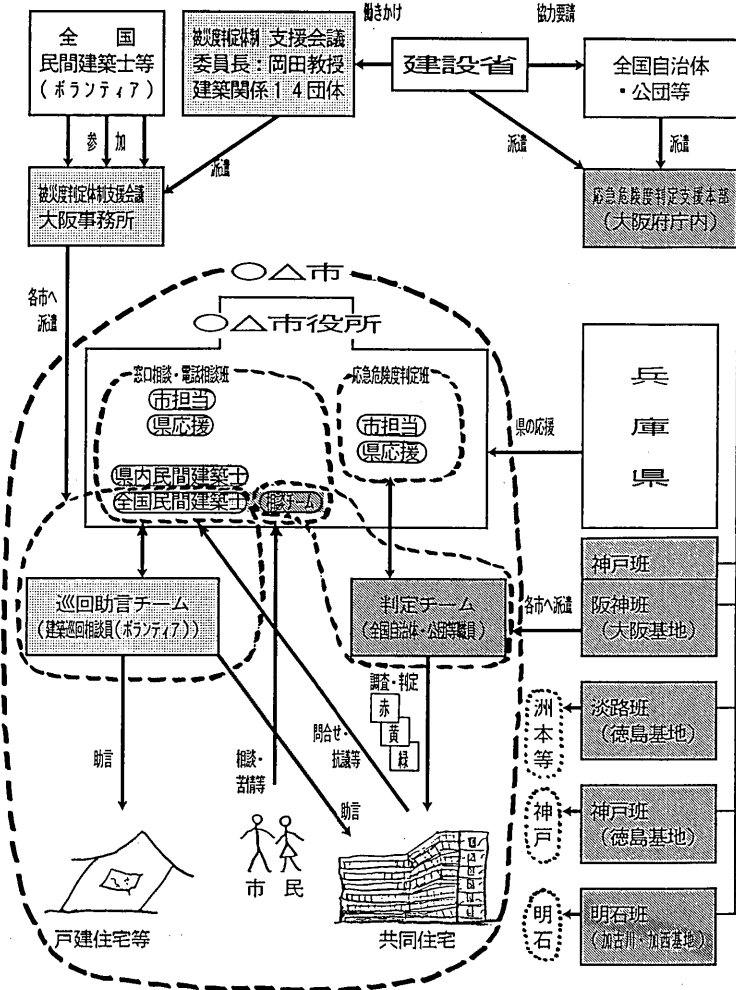 全国
民間建築士等
(ボランティア)
被災度判定体制 支援会議
委員長:岡田教授
建築関係14団体
働きかけ
建設省
協力要請
全国自治体
・公団等
参加
派遣
派遣
派遣
被災度判定体制支援会議
大阪事務所
応急危険度判定支援本部
(大阪府庁内)
各市へ
派遣
○△市
○△市役所
窓口相談・電話相談班
市担当
県応援
県内民間建築士
全国民間建築士
相談チーム
応急危険度判定班
市担当
県応援
県の応援
兵庫県
巡回助言チーム
(建築巡回相談員(ボランティア))
判定チーム
(全国自治体・公団等職員)
各市へ派遣
神戸班
阪神班
(大阪基地)
調査・判定
赤
黄
緑
洲本等
淡路班
(徳島基地)
助言
相談・
苦情等
問合せ・
抗議等
助言
神戸
神戸班
(徳島基地)
市民
戸建住宅等
共同住宅
明石
明石班
(加古川・加西基地)